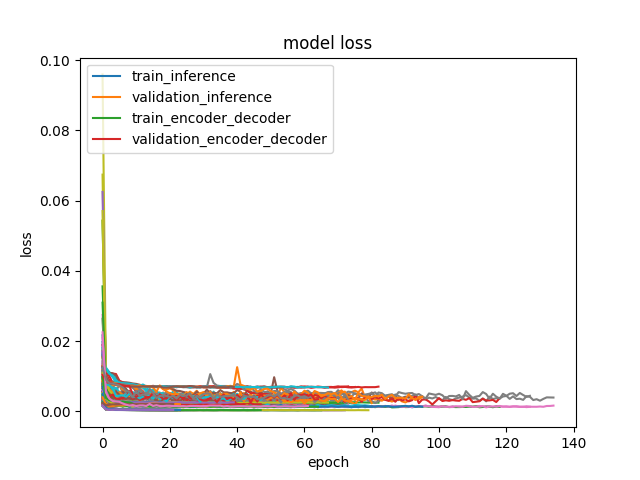 model loss
train_inference
validation_inference
train_encoder_decoder
validation_encoder_decoder
0.10
0.08
0.06
0.04
0.02
0.00
loss
0 20 40 60 80 100 120 140
epoch